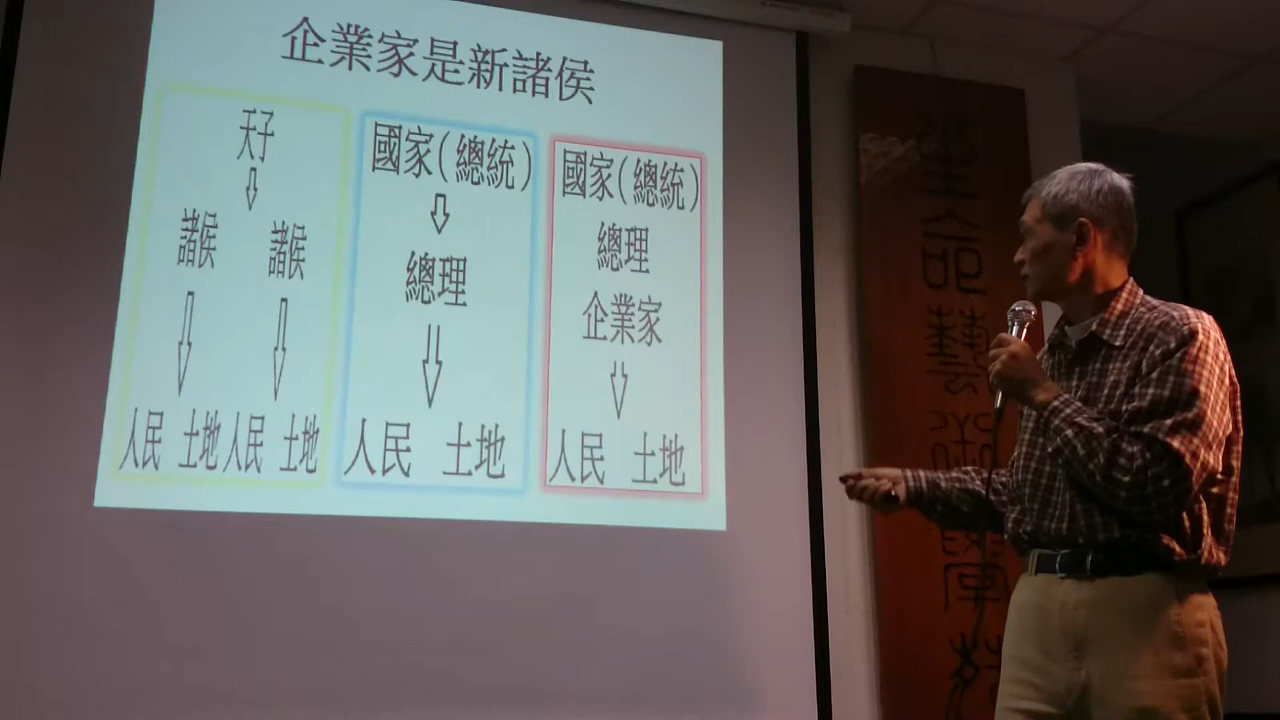 企業家是新諸侯
天子
諸侯 諸侯
人民 土地 人民 土地
國家(總統)
總理
人民 土地
國家(總統)
總理
企業家
人民 土地